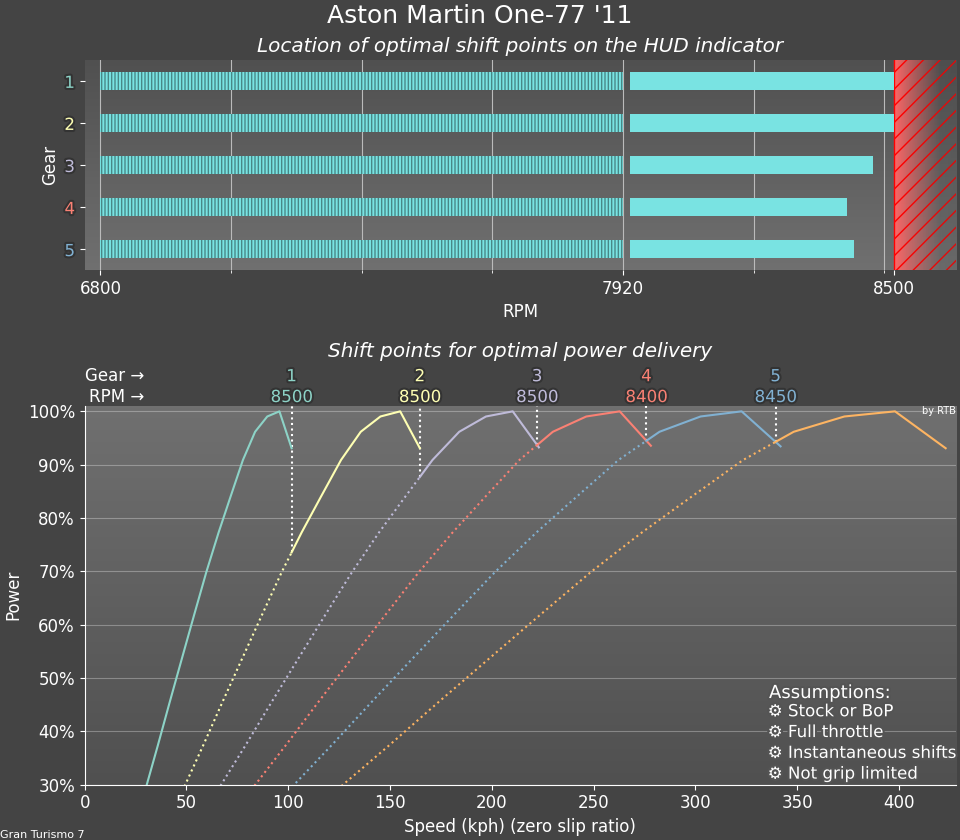 Aston Martin One-77 '11
Location of optimal shift points on the HUD indicator
Gear
1
2
3
4
5
6800 7920 8500
RPM
Shift points for optimal power delivery
Gear → 1 2 3 4 5
RPM → 8500 8500 8500 8400 8450
by RTB
Power
100%
90%
80%
70%
60%
50%
40%
30%
Assumptions:
⚙ Stock or BoP
⚙ Full throttle
⚙ Instantaneous shifts
⚙ Not grip limited
0 50 100 150 200 250 300 350 400
Speed (kph) (zero slip ratio)
Gran Turismo 7